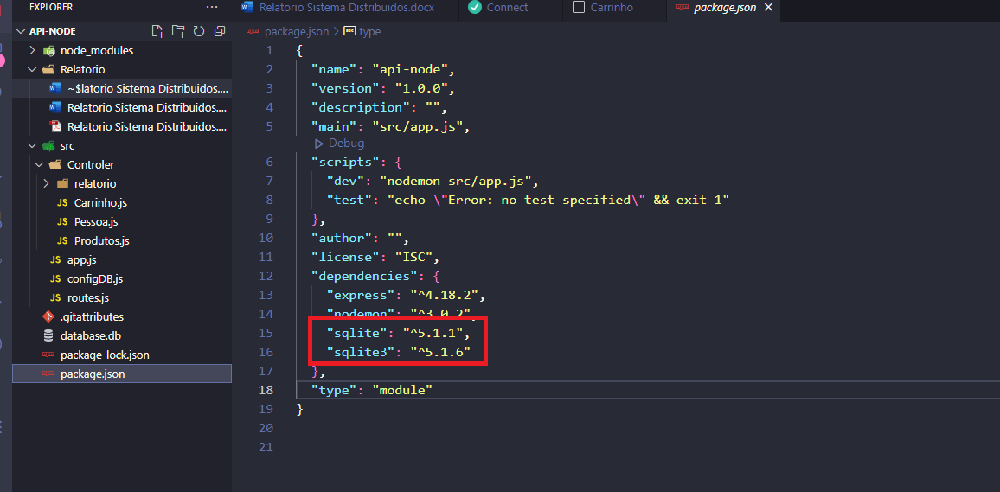 EXPLORER
Relatorio Sistema Distribuidos.docx
Connect
Carrinho
package.json
API-NODE
node_modules
Relatorio
~$latorio Sistema Distribuidos....
Relatorio Sistema Distribuidos....
Relatorio Sistema Distribuidos....
src
Controler
relatorio
JS Carrinho.js
JS Pessoa.js
JS Produtos.js
JS app.js
JS configDB.js
JS routes.js
.gitattributes
database.db
package-lock.json
package.json
package.json > abc type
1 {
2 "name": "api-node",
3 "version": "1.0.0",
4 "description": "",
5 "main": "src/app.js",
Debug
6 "scripts": {
7 "dev": "nodemon src/app.js",
8 "test": "echo \"Error: no test specified\" && exit 1"
9 },
10 "author": "",
11 "license": "ISC",
12 "dependencies": {
13 "express": "^4.18.2",
14 "nodemon": "^3.0.2",
15 "sqlite": "^5.1.1",
16 "sqlite3": "^5.1.6"
17 },
18 "type": "module"
19 }
20
21